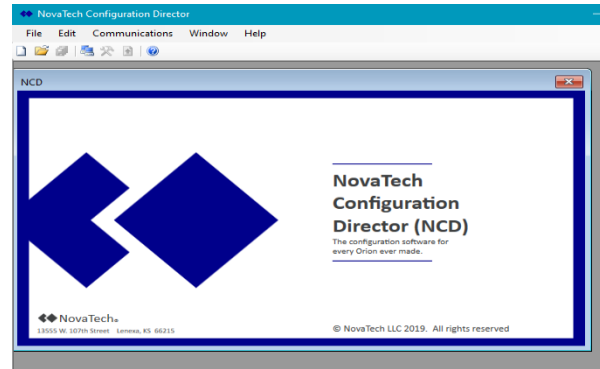 NovaTech Configuration Director
File Edit Communications Window Help
NCD
NovaTech
Configuration
Director (NCD)
The configuration software for
every Orion ever made.
NovaTech®
13555 W. 107th Street Lenexa, KS 66215
© NovaTech LLC 2019. All rights reserved